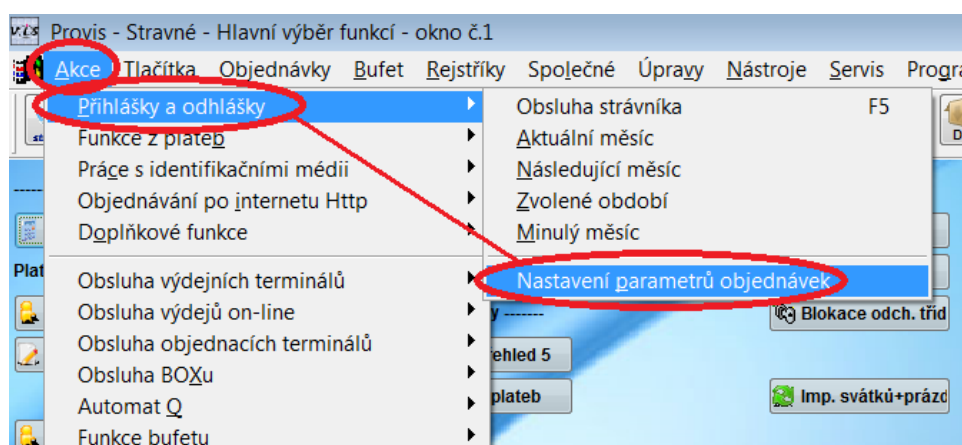 Provis - Stravné - Hlavní výběr funkcí - okno č.1
Akce Tlačítka Objednávky Bufet Rejstříky Společné Úpravy Nástroje Servis
Přihlášky a odhlášky
Obsluha strávníka F5
Funkce z plateb
Aktuální měsíc
Práce s identifikačními médii
Následující měsíc
Objednávání po internetu Http
Zvolené období
Doplňkové funkce
Minulý měsíc
Obsluha výdejních terminálů
Nastavení parametrů objednávek
Obsluha výdejů on-line
Blokace odch. tříd
Obsluha objednacích terminálů
Obsluha BOXu
plateb
Imp. svátků+prázd
Automat Q
Funkce bufetu